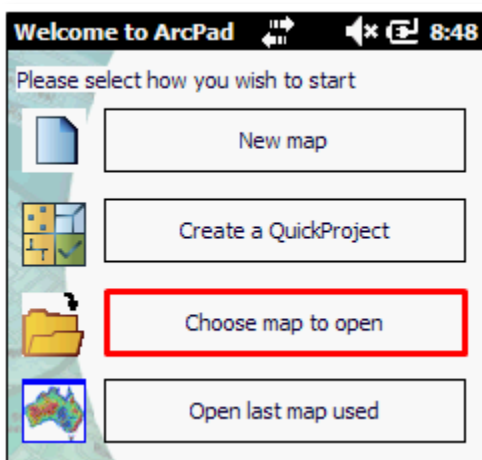 Welcome to ArcPad 8:48
Please select how you wish to start
New map
Create a QuickProject
Choose map to open
Open last map used